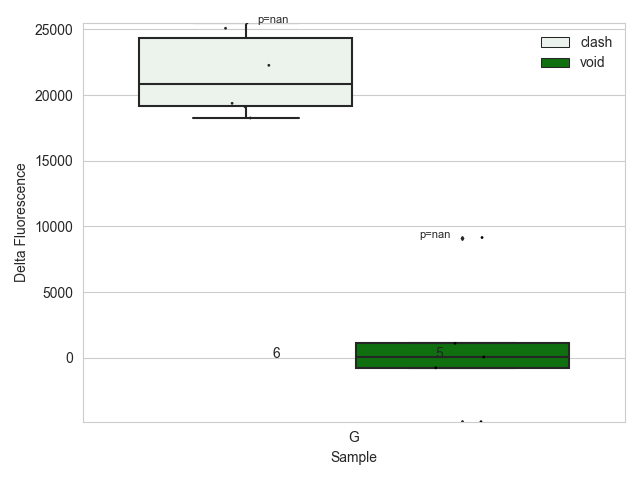 p=nan
25000
clash
void
20000
15000
10000
p=nan
5000
0
6
5
Delta Fluorescence
G
Sample